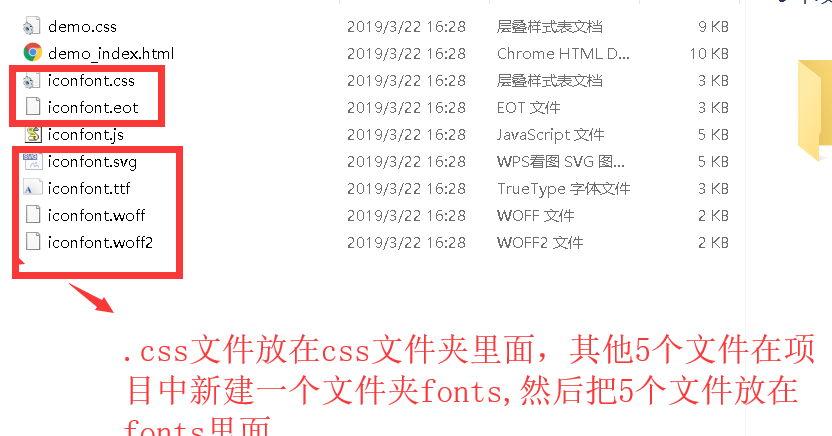 demo.css 2019/3/22 16:28 层叠样式表文档 9 KB
demo_index.html 2019/3/22 16:28 Chrome HTML D... 10 KB
iconfont.css 2019/3/22 16:28 层叠样式表文档 3 KB
iconfont.eot 2019/3/22 16:28 EOT 文件 3 KB
iconfont.js 2019/3/22 16:28 JavaScript 文件 5 KB
iconfont.svg 2019/3/22 16:28 WPS看图 SVG 图... 5 KB
iconfont.ttf 2019/3/22 16:28 TrueType 字体文件 3 KB
iconfont.woff 2019/3/22 16:28 WOFF 文件 2 KB
iconfont.woff2 2019/3/22 16:28 WOFF2 文件 2 KB
.css文件放在css文件夹里面，其他5个文件在项
目中新建一个文件夹fonts,然后把5个文件放在
fonts里面